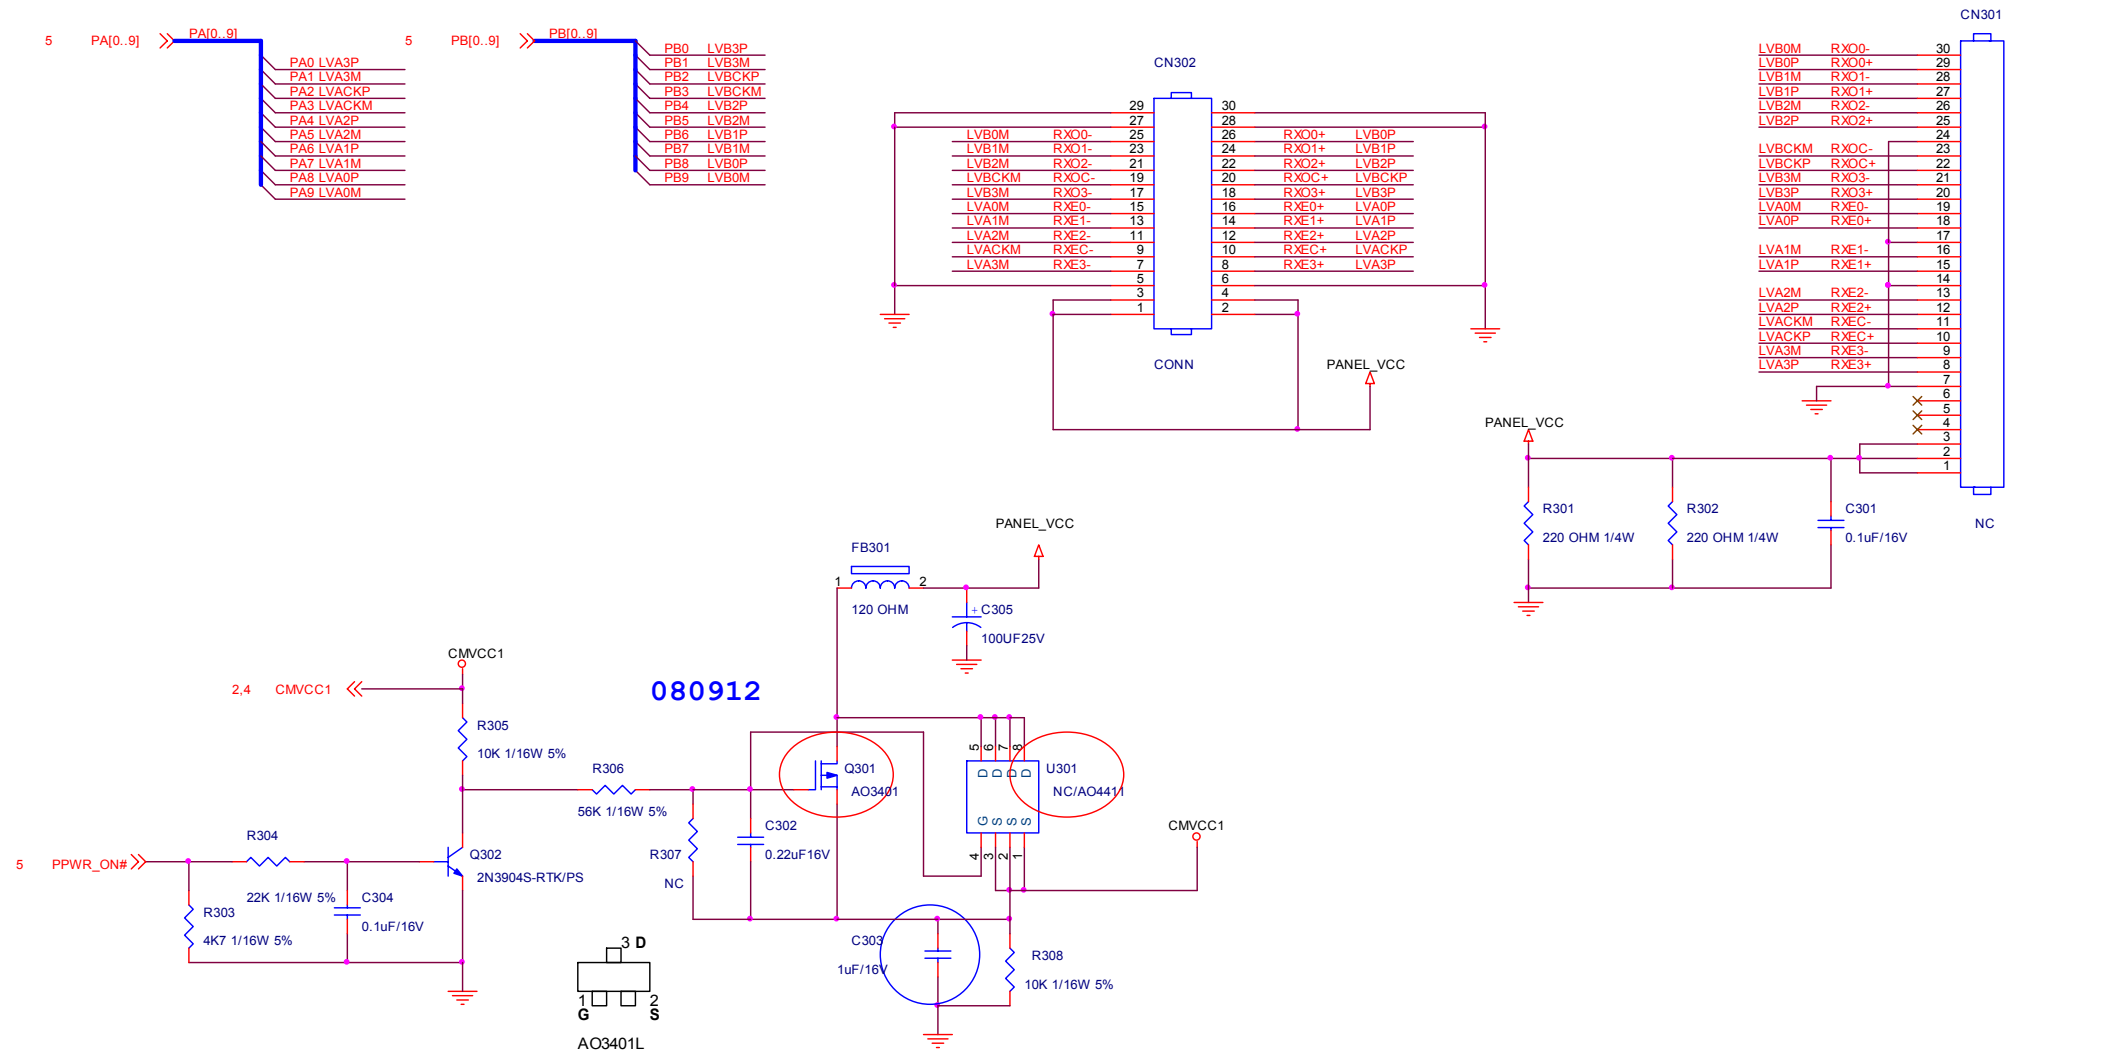 5 PA[0..9] PA[0..9]
PA0 LVA3P
PA1 LVA3M
PA2 LVACKP
PA3 LVACKM
PA4 LVA2P
PA5 LVA2M
PA6 LVA1P
PA7 LVA1M
PA8 LVA0P
PA9 LVA0M
5 PB[0..9] PB[0..9]
PB0 LVB3P
PB1 LVB3M
PB2 LVBCKP
PB3 LVBCKM
PB4 LVB2P
PB5 LVB2M
PB6 LVB1P
PB7 LVB1M
PB8 LVB0P
PB9 LVB0M
CN302
29 30
27 28
LVB0M RXO0- 25 26 RXO0+ LVB0P
LVB1M RXO1- 23 24 RXO1+ LVB1P
LVB2M RXO2- 21 22 RXO2+ LVB2P
LVBCKM RXOC- 19 20 RXOC+ LVBCKP
LVB3M RXO3- 17 18 RXO3+ LVB3P
LVA0M RXE0- 15 16 RXE0+ LVA0P
LVA1M RXE1- 13 14 RXE1+ LVA1P
LVA2M RXE2- 11 12 RXE2+ LVA2P
LVACKM RXEC- 9 10 RXEC+ LVACKP
LVA3M RXE3- 7 8 RXE3+ LVA3P
5 6
3 4
1 2
CONN
PANEL_VCC
CN301
LVB0M RXO0- 30
LVB0P RXO0+ 29
LVB1M RXO1- 28
LVB1P RXO1+ 27
LVB2M RXO2- 26
LVB2P RXO2+ 25
24
LVBCKM RXOC- 23
LVBCKP RXOC+ 22
LVB3M RXO3- 21
LVB3P RXO3+ 20
LVA0M RXE0- 19
LVA0P RXE0+ 18
17
LVA1M RXE1- 16
LVA1P RXE1+ 15
14
LVA2M RXE2- 13
LVA2P RXE2+ 12
LVACKM RXEC- 11
LVACKP RXEC+ 10
LVA3M RXE3- 9
LVA3P RXE3+ 8
7
6
5
4
3
2
1
NC
PANEL_VCC
R301
220 OHM 1/4W
R302
220 OHM 1/4W
C301
0.1uF/16V
PANEL_VCC
FB301
1 2
120 OHM
+ C305
100UF25V
CMVCC1
2,4 CMVCC1
080912
R305
10K 1/16W 5%
R306
56K 1/16W 5%
Q301
AO3401
5 6 7 8
D D D D
U301
NC/AO4411
G S S S
4 3 2 1
CMVCC1
C302
0.22uF16V
R307
NC
R304
22K 1/16W 5%
5 PPWR_ON#
Q302
2N3904S-RTK/PS
R303
4K7 1/16W 5%
C304
0.1uF/16V
C303
1uF/16V
R308
10K 1/16W 5%
3 D
1 2
G S
AO3401L